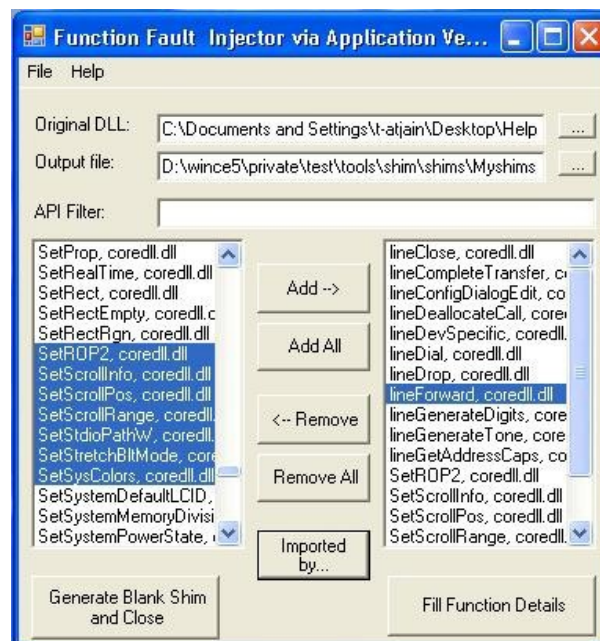 Function Fault Injector via Application Ve...
File Help
Original DLL: C:\Documents and Settings\t-atjain\Desktop\Help ...
Output file: D:\wince5\private\test\tools\shim\shims\Myshims ...
API Filter:
SetProp, coredll.dll
SetRealTime, coredll.dll
SetRect, coredll.dll
SetRectEmpty, coredll.d
SetRectRgn, coredll.dll
SetROP2, coredll.dll
SetScrollInfo, coredll.dll
SetScrollPos, coredll.dll
SetScrollRange, coredll.
SetStdioPathW, core
SetStretchBltMode, core
SetSysColors, coredll.dll
SetSystemDefaultLCID,
SetSystemMemoryDivisi
SetSystemPowerState,
Add -->
Add All
<-- Remove
Remove All
Imported
by...
lineClose, coredll.dll
lineCompleteTransfer, co
lineConfigDialogEdit, co
lineDeallocateCall, core
lineDevSpecific, coredll.
lineDial, coredll.dll
lineDrop, coredll.dll
lineForward, coredll.dll
lineGenerateDigits, core
lineGenerateTone, core
lineGetAddressCaps, core
SetROP2, coredll.dll
SetScrollInfo, coredll.dll
SetScrollPos, coredll.dll
SetScrollRange, coredll.
Generate Blank Shim
and Close
Fill Function Details